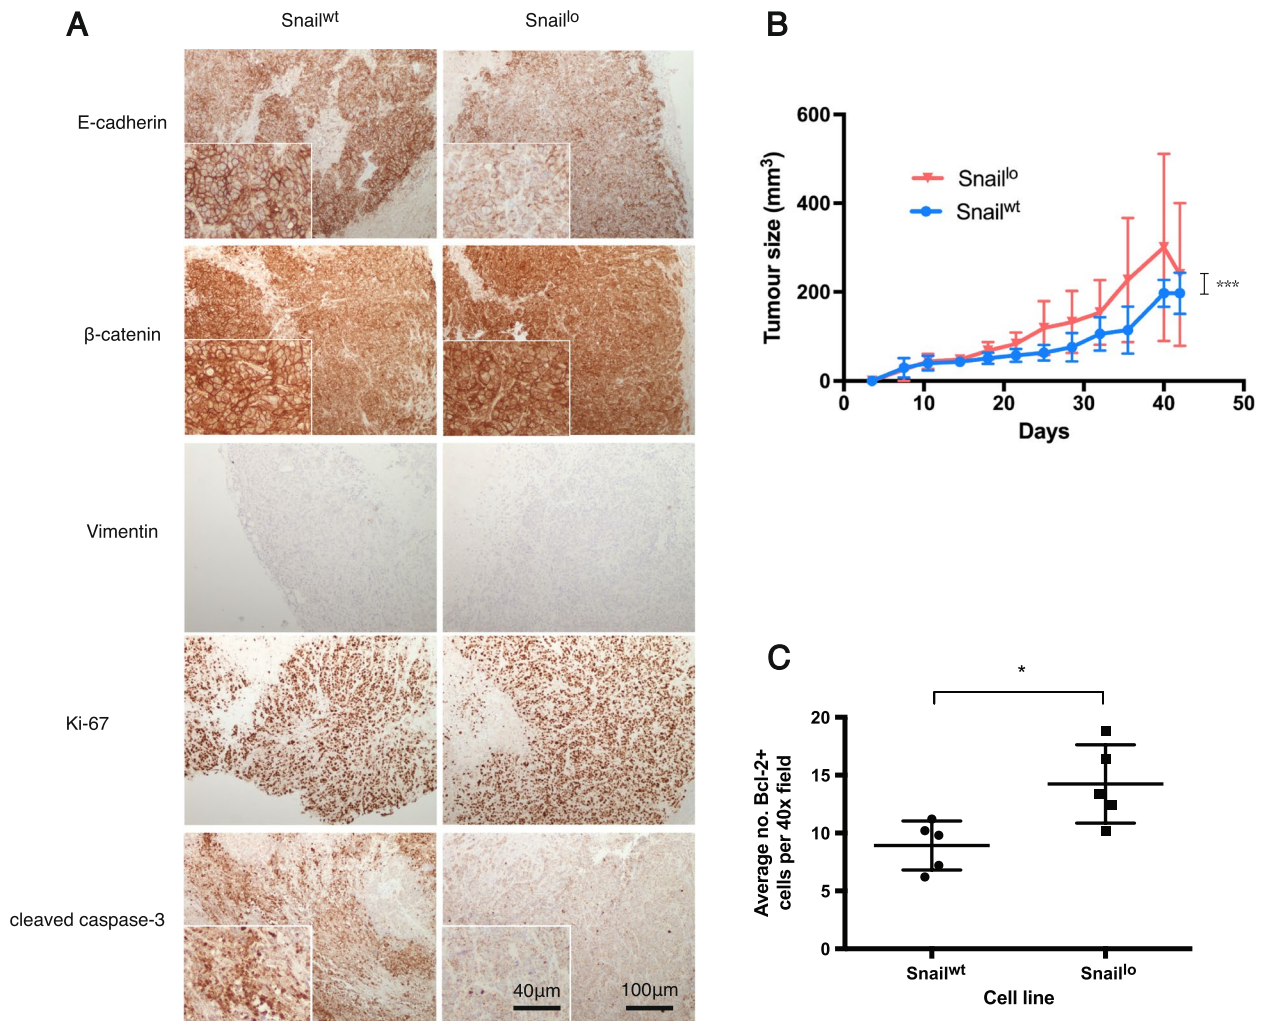 A
Snailwt
Snaillo
E-cadherin
β-catenin
Vimentin
Ki-67
cleaved caspase-3
40µm
100µm
B
Tumour size (mm3)
600
400
200
0
Snaillo
Snailwt
***
0
10
20
30
40
50
Days
C
*
Average no. Bcl-2+
cells per 40x field
20
15
10
5
0
Snailwt
Snaillo
Cell line